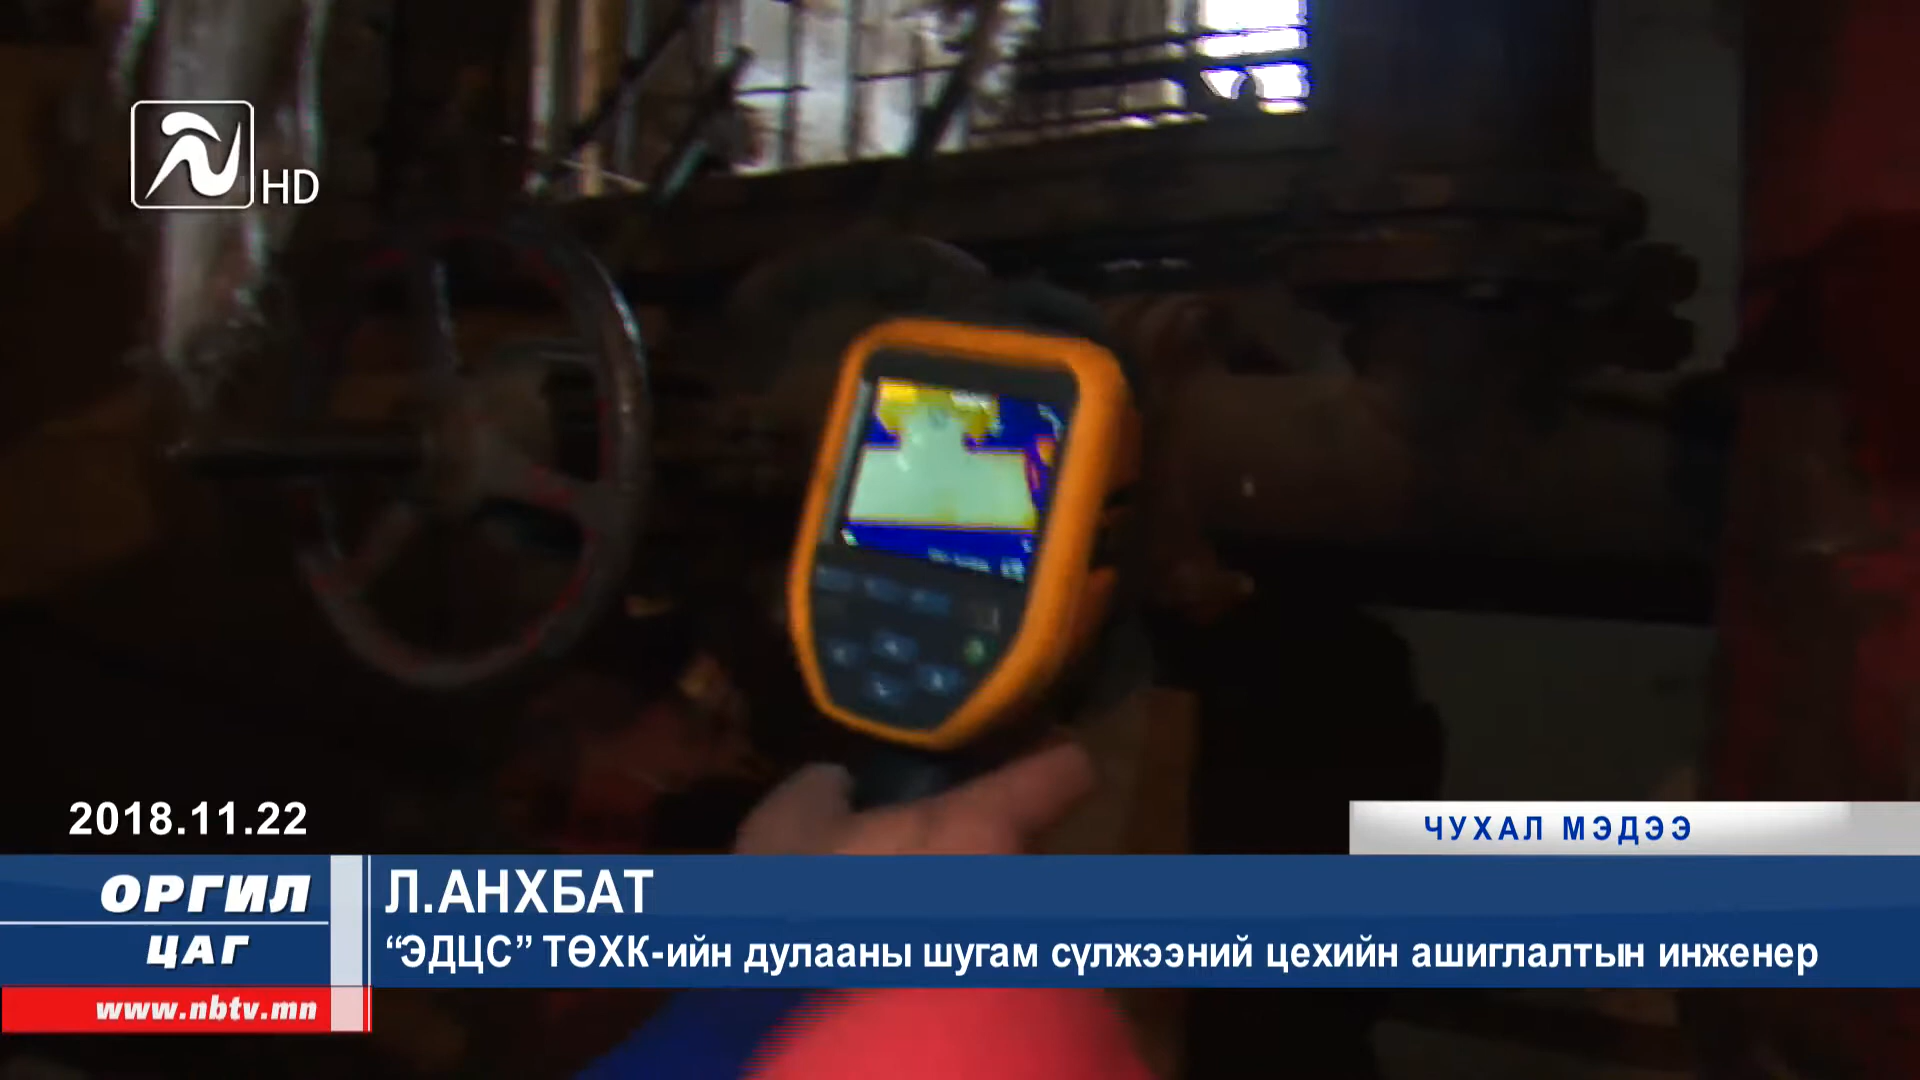 HD
2018.11.22
ЧУХАЛ МЭДЭЭ
ОРГИЛ
ЦАГ
www.nbtv.mn
Л.АНХБАТ
“ЭДЦС” ТӨХК-ийн дулааны шугам сүлжээний цехийн ашиглалтын инженер